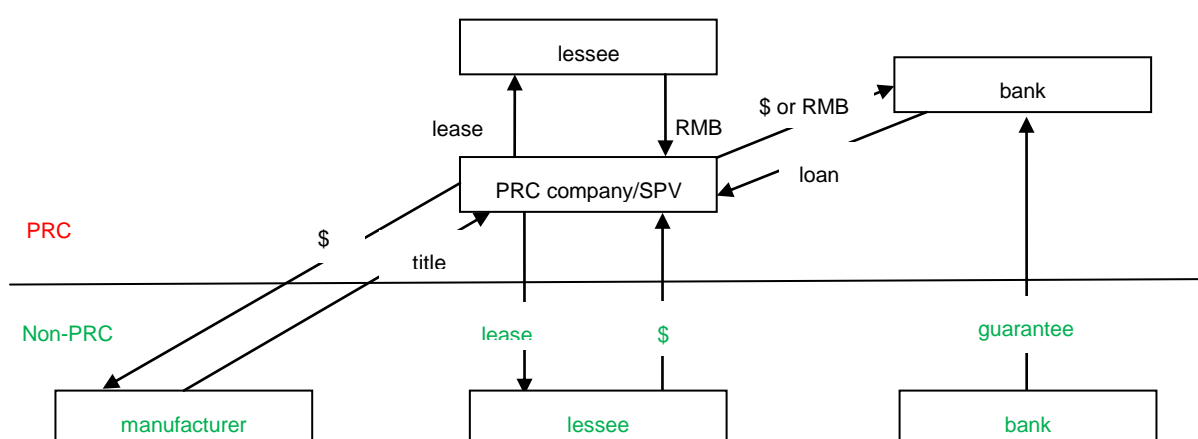 lessee
bank
$ or RMB
lease
RMB
loan
PRC company/SPV
PRC
$
title
Non-PRC
lease
$
guarantee
manufacturer
lessee
bank